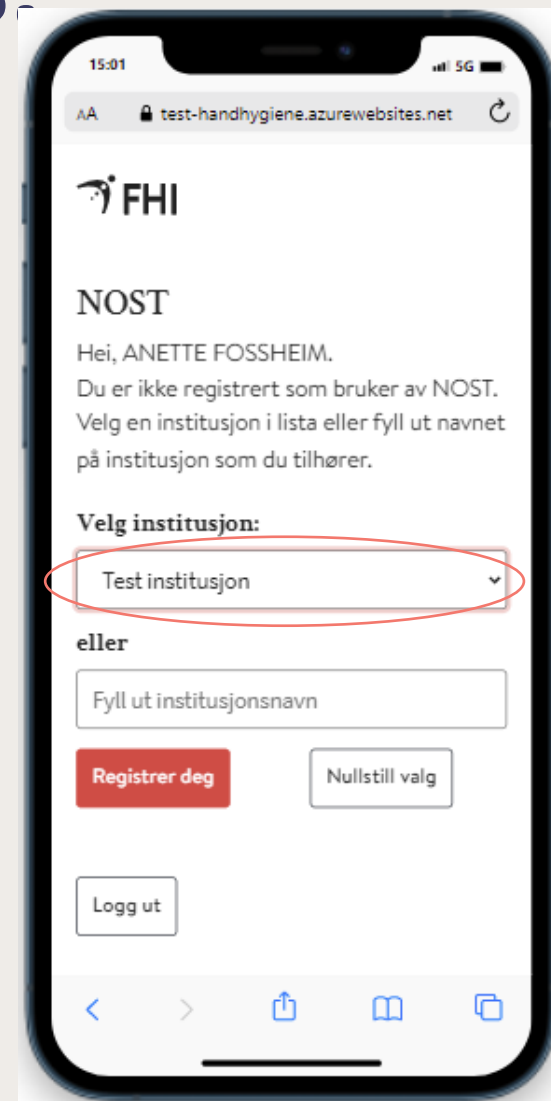 15:01
5G
AA test-handhygiene.azurewebsites.net
FHI
NOST
Hei, ANETTE FOSSHEIM.
Du er ikke registrert som bruker av NOST.
Velg en institusjon i lista eller fyll ut navnet
på institusjon som du tilhører.
Velg institusjon:
Test institusjon
eller
Fyll ut institusjonsnavn
Registrer deg
Nullstill valg
Logg ut